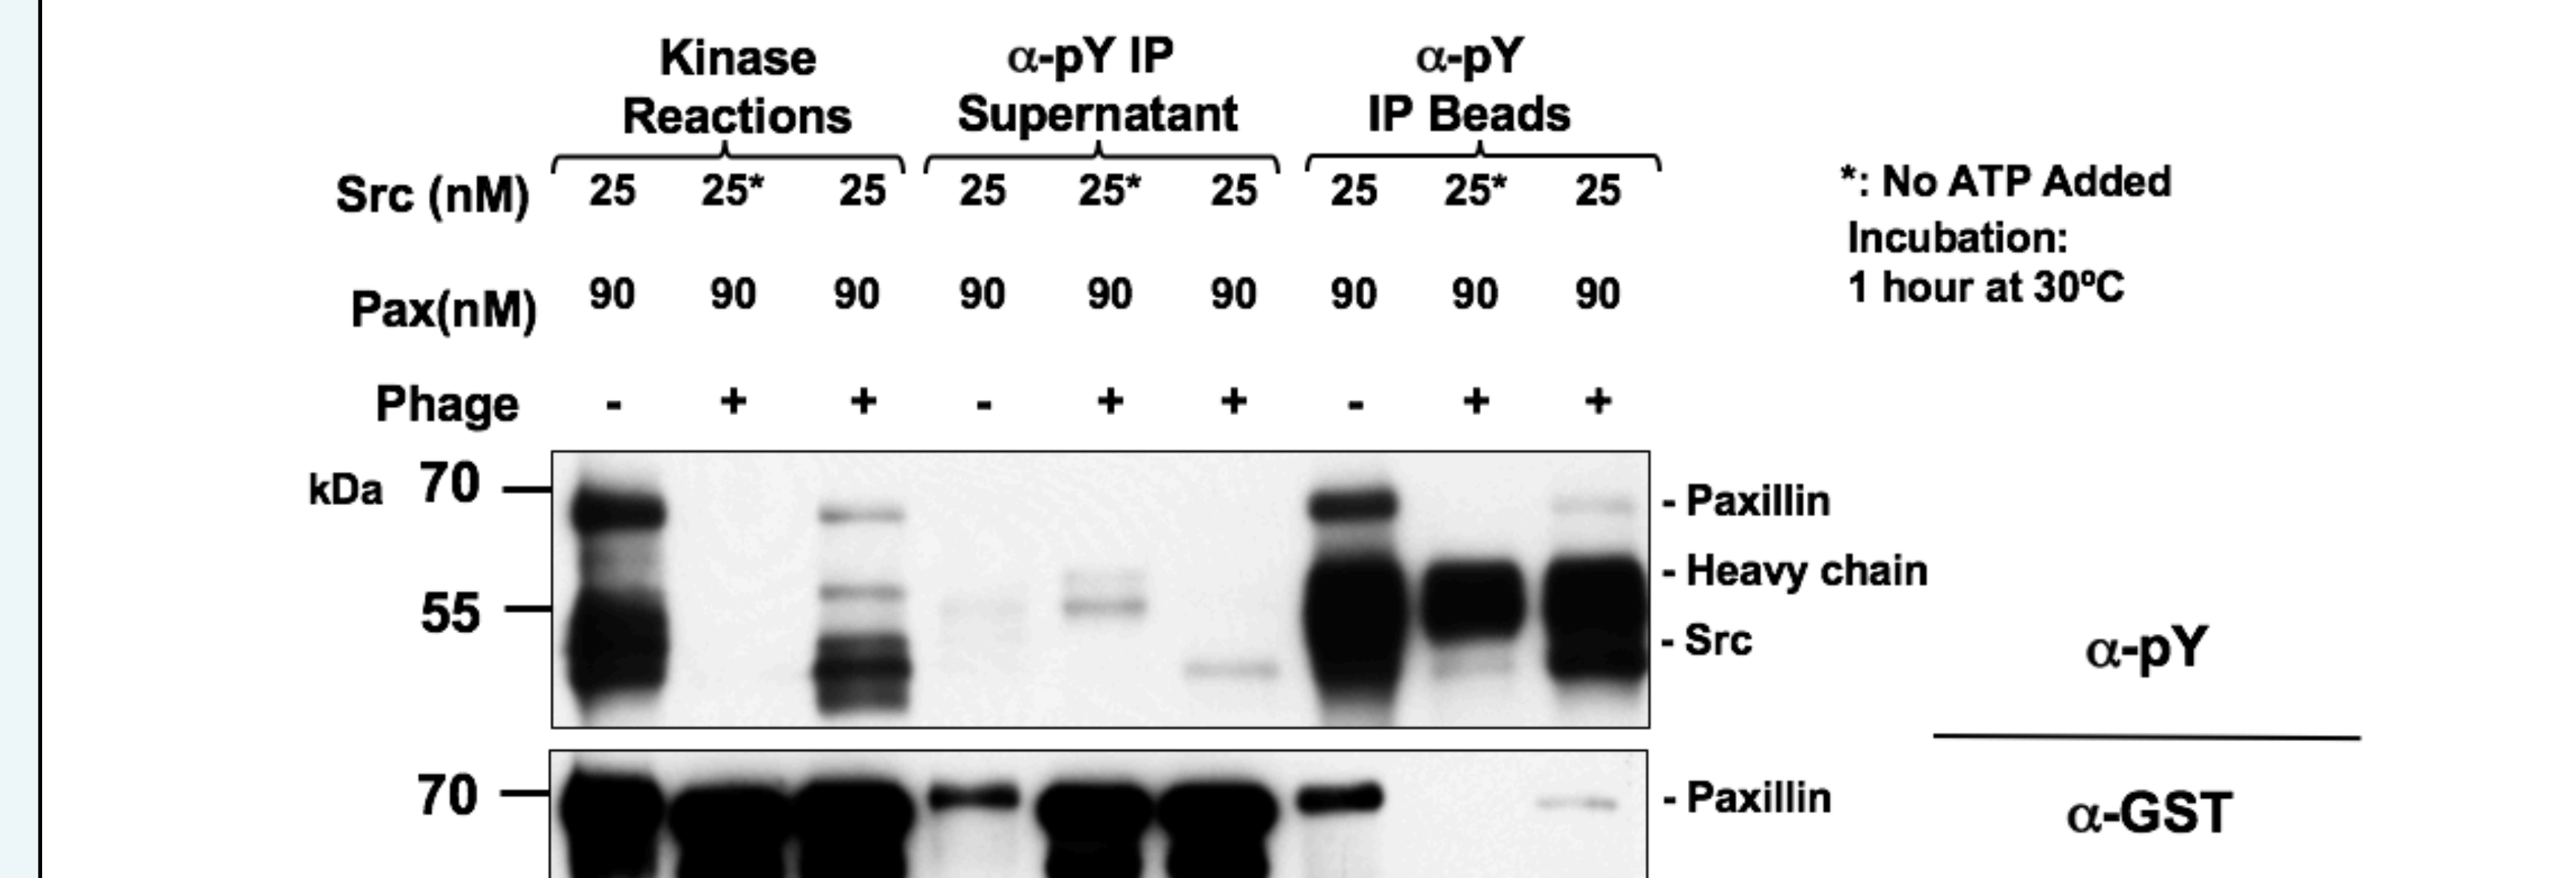 Kinase Reactions
α-pY IP Supernatant
α-pY IP Beads
Src (nM) 25 25* 25 25 25* 25 25 25* 25
*: No ATP Added
Incubation:
1 hour at 30ºC
Pax(nM) 90 90 90 90 90 90 90 90 90
Phage - + + - + + - + +
kDa 70 - Paxillin
- Heavy chain
55
- Src
α-pY
70 - Paxillin
α-GST